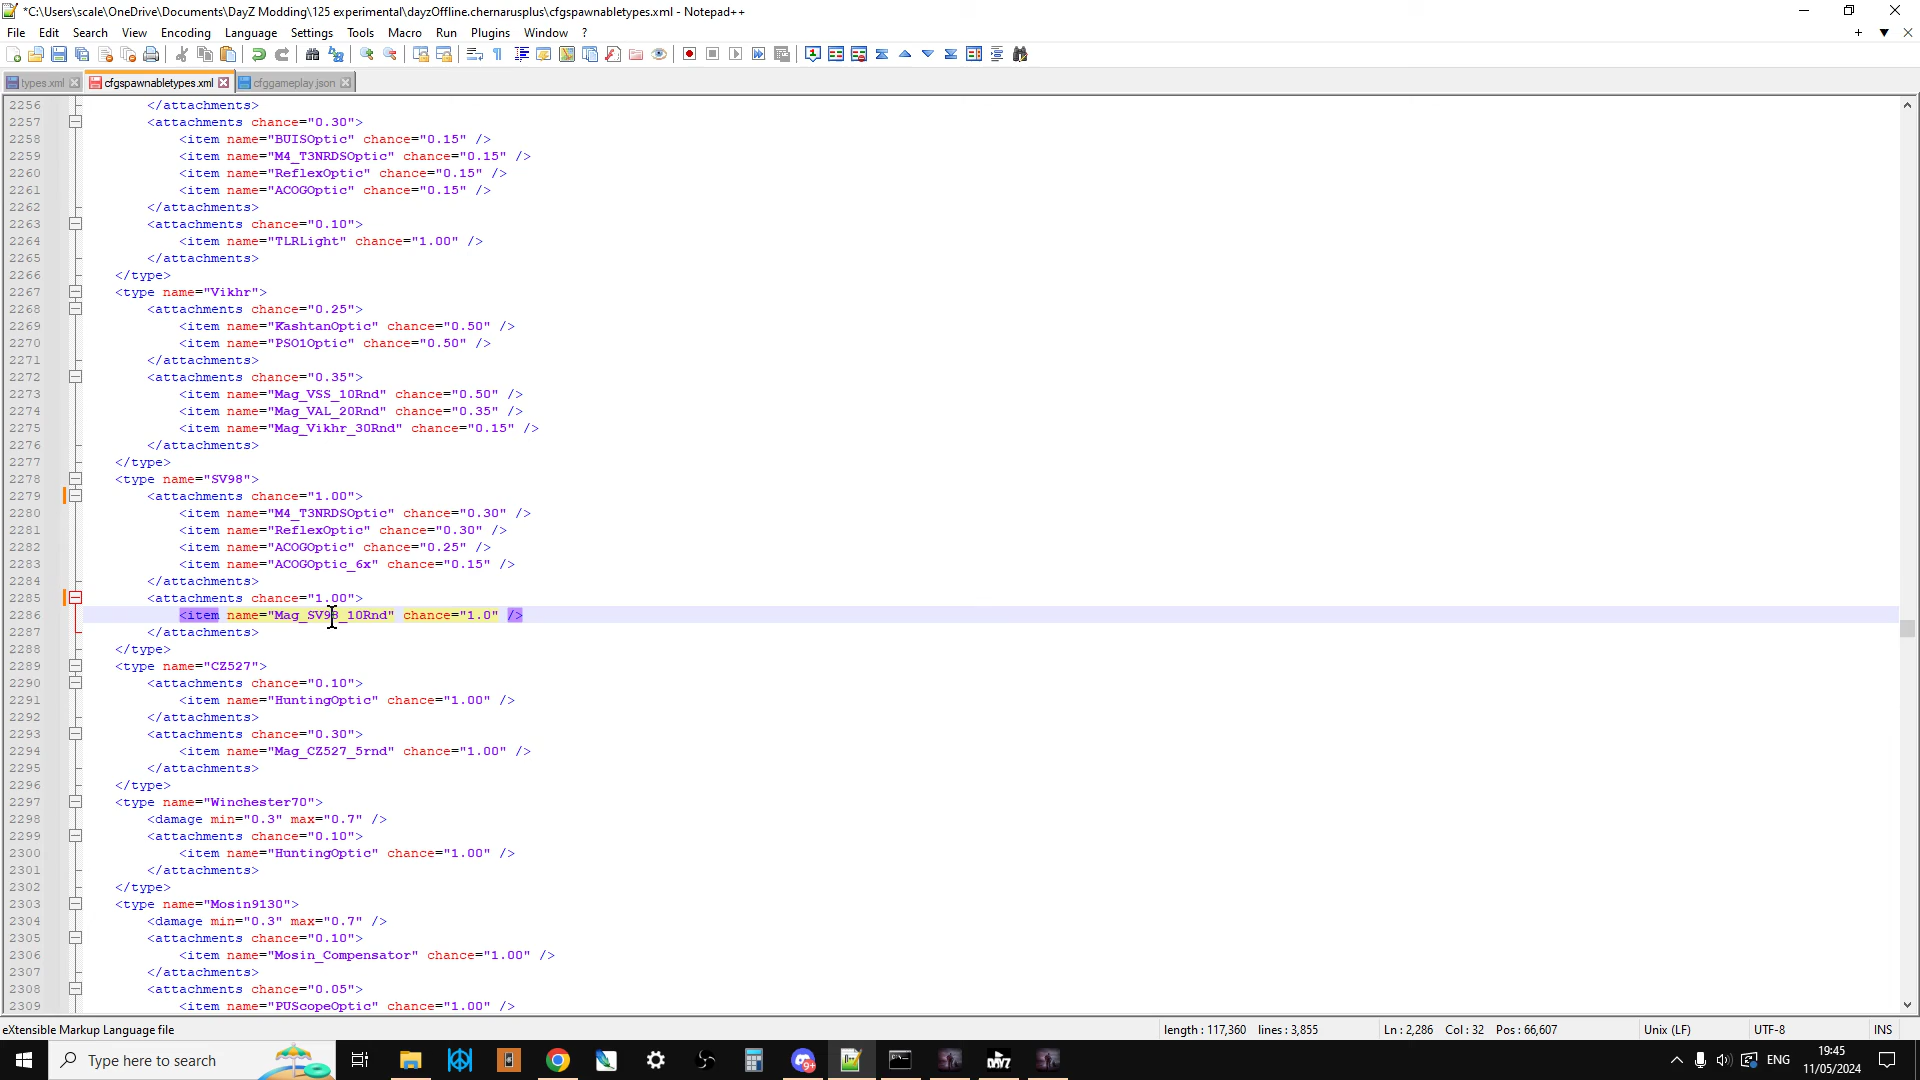 *C:\Users\scale\OneDrive\Documents\DayZ Modding\125 experimental\dayzOffline.chernarusplus\cfgspawnabletypes.xml - Notepad++
File Edit Search View Encoding Language Settings Tools Macro Run Plugins Window ?
types.xml cfgspawnabletypes.xml cfggameplay.json
2256 </attachments>
2257 <attachments chance="0.30">
2258 <item name="BUISOptic" chance="0.15" />
2259 <item name="M4_T3NRDSOptic" chance="0.15" />
2260 <item name="ReflexOptic" chance="0.15" />
2261 <item name="ACOGOptic" chance="0.15" />
2262 </attachments>
2263 <attachments chance="0.10">
2264 <item name="TLRLight" chance="1.00" />
2265 </attachments>
2266 </type>
2267 <type name="Vikhr">
2268 <attachments chance="0.25">
2269 <item name="KashtanOptic" chance="0.50" />
2270 <item name="PSO1Optic" chance="0.50" />
2271 </attachments>
2272 <attachments chance="0.35">
2273 <item name="Mag_VSS_10Rnd" chance="0.50" />
2274 <item name="Mag_VAL_20Rnd" chance="0.35" />
2275 <item name="Mag_Vikhr_30Rnd" chance="0.15" />
2276 </attachments>
2277 </type>
2278 <type name="SV98">
2279 <attachments chance="1.00">
2280 <item name="M4_T3NRDSOptic" chance="0.30" />
2281 <item name="ReflexOptic" chance="0.30" />
2282 <item name="ACOGOptic" chance="0.25" />
2283 <item name="ACOGOptic_6x" chance="0.15" />
2284 </attachments>
2285 <attachments chance="1.00">
2286 <item name="Mag_SV98_10Rnd" chance="1.0" />
2287 </attachments>
2288 </type>
2289 <type name="CZ527">
2290 <attachments chance="0.10">
2291 <item name="HuntingOptic" chance="1.00" />
2292 </attachments>
2293 <attachments chance="0.30">
2294 <item name="Mag_CZ527_5rnd" chance="1.00" />
2295 </attachments>
2296 </type>
2297 <type name="Winchester70">
2298 <damage min="0.3" max="0.7" />
2299 <attachments chance="0.10">
2300 <item name="HuntingOptic" chance="1.00" />
2301 </attachments>
2302 </type>
2303 <type name="Mosin9130">
2304 <damage min="0.3" max="0.7" />
2305 <attachments chance="0.10">
2306 <item name="Mosin_Compensator" chance="1.00" />
2307 </attachments>
2308 <attachments chance="0.05">
2309 <item name="PUScopeOptic" chance="1.00" />
eXtensible Markup Language file length : 117,360 lines : 3,855 Ln : 2,286 Col : 32 Pos : 66,607 Unix (LF) UTF-8 INS
Type here to search 9+ DAYZ ENG 19:45
11/05/2024